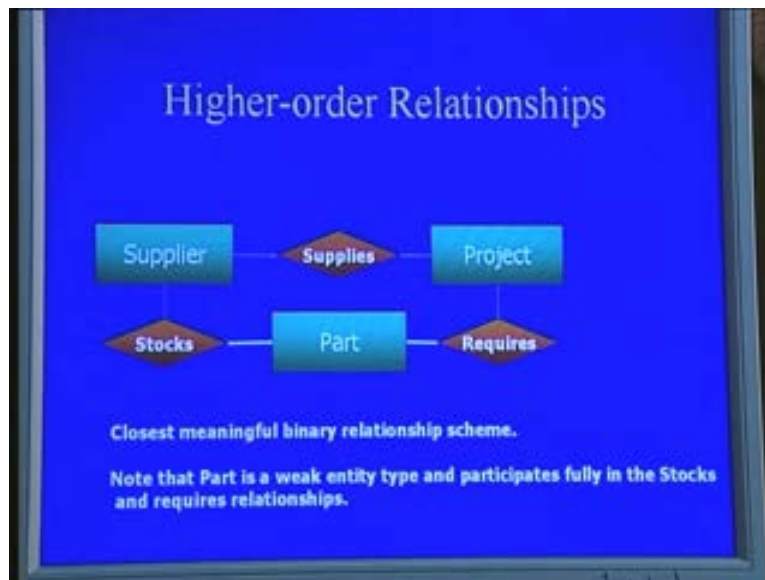 Higher-order Relationships
Supplier
Supplies
Project
Stocks
Part
Requires
Closest meaningful binary relationship scheme.
Note that Part is a weak entity type and participates fully in the Stocks
and requires relationships.